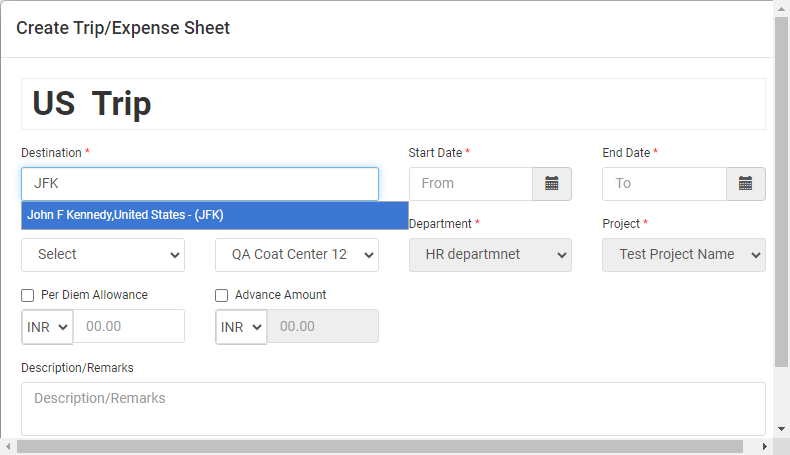 Create Trip/Expense Sheet
US Trip
Destination *
Start Date *
End Date *
JFK
From
To
John F Kennedy,United States - (JFK)
Department *
Project *
Select
QA Coat Center 12
HR departmnet
Test Project Name
Per Diem Allowance
Advance Amount
INR
00.00
INR
00.00
Description/Remarks
Description/Remarks